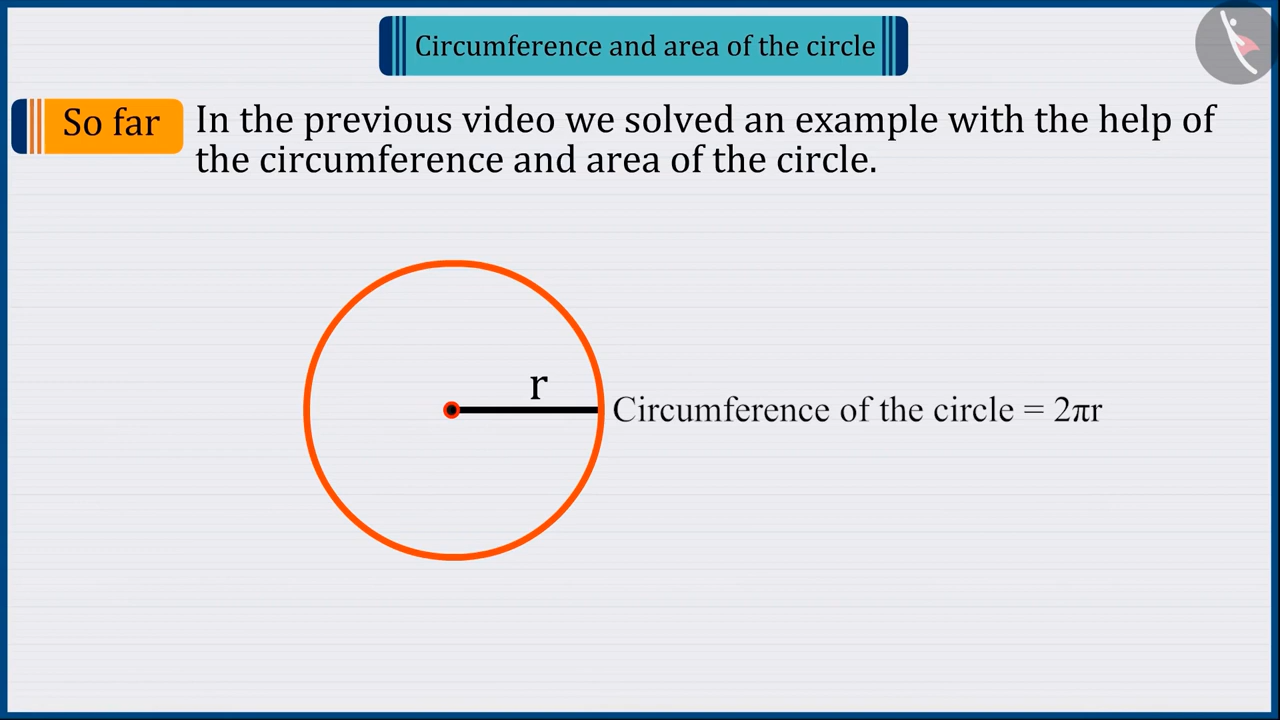 Circumference and area of the circle
So far
In the previous video we solved an example with the help of
the circumference and area of the circle.
r
Circumference of the circle = 2πr